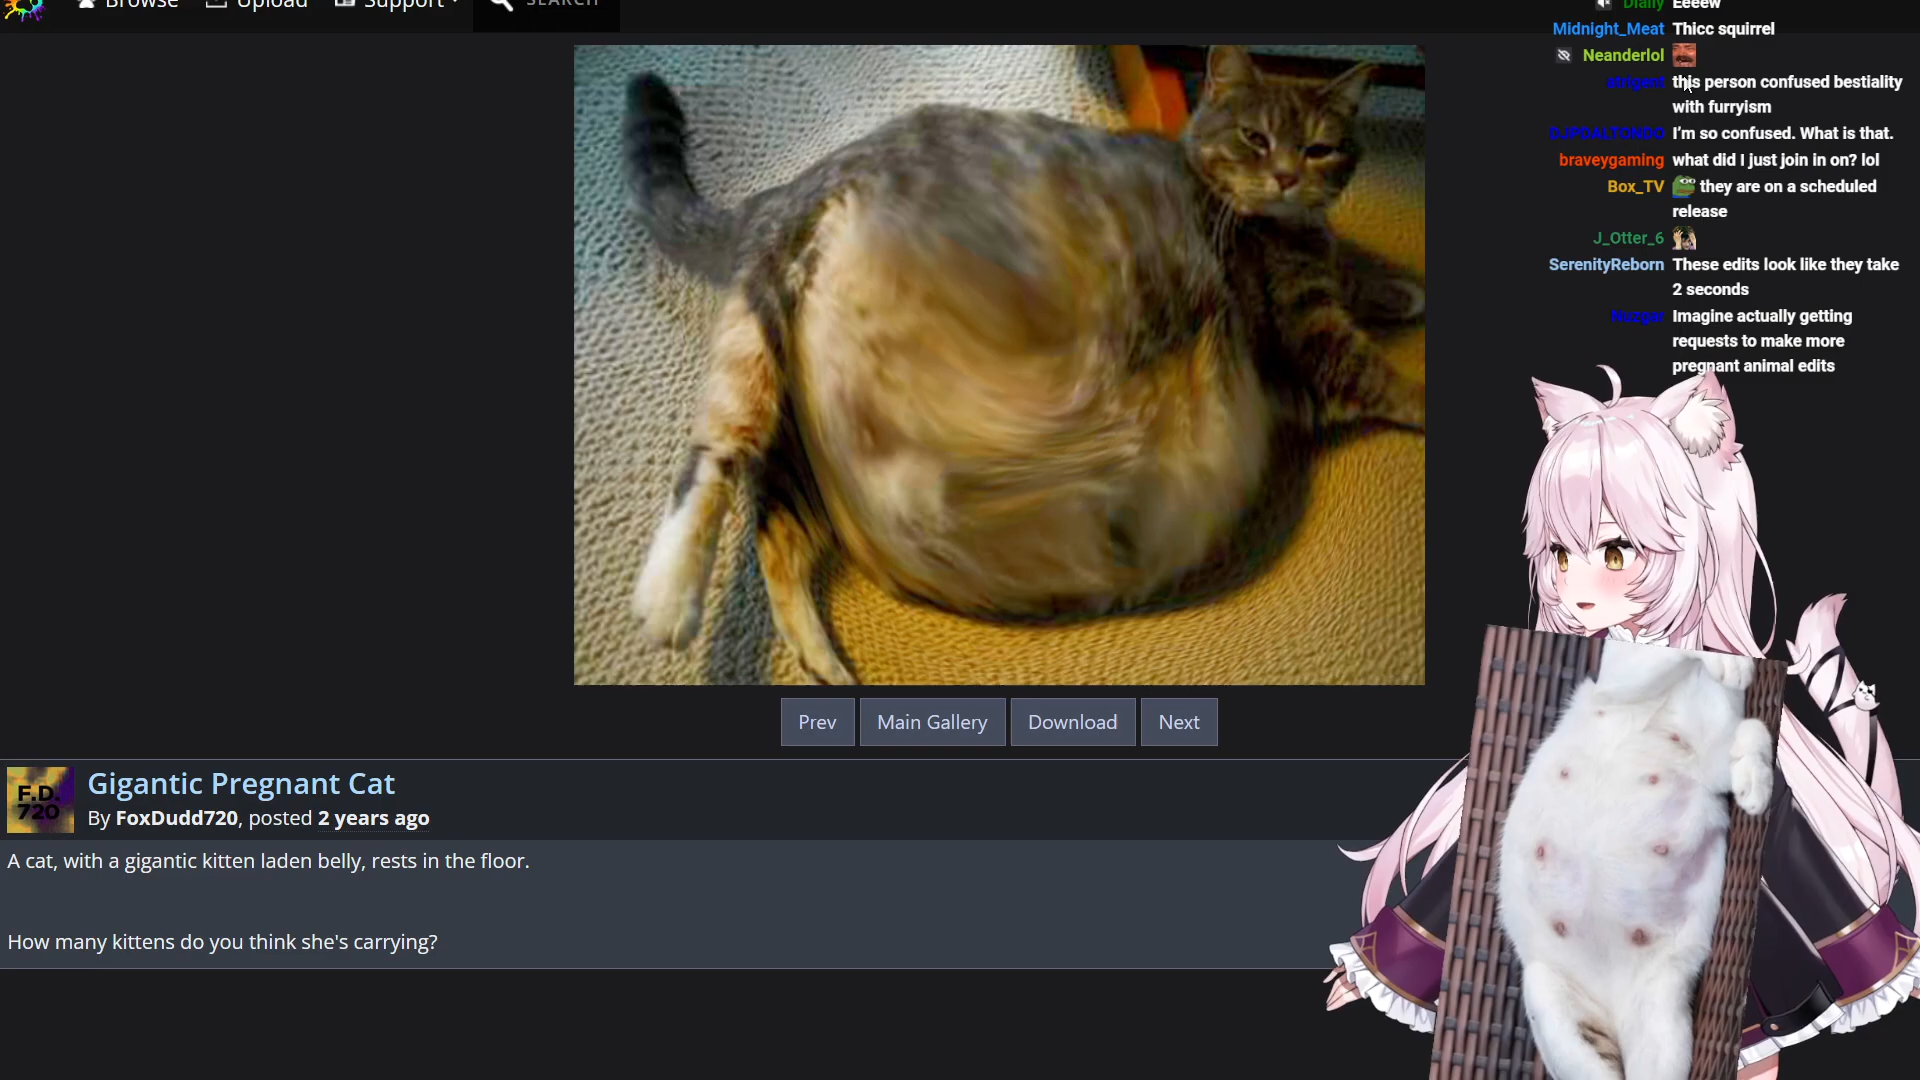 Browse Upload Support SEARCH
Dially Eeeew
Midnight_Meat Thicc squirrel
Neanderlol
atrigent this person confused bestiality
with furryism
DJPDALTONDO I'm so confused. What is that.
braveygaming what did I just join in on? lol
Box_TV they are on a scheduled
release
J_Otter_6
SerenityReborn These edits look like they take
2 seconds
Nuzgar Imagine actually getting
requests to make more
pregnant animal edits
Prev Main Gallery Download Next
F.D.
720
Gigantic Pregnant Cat
By FoxDudd720, posted 2 years ago
A cat, with a gigantic kitten laden belly, rests in the floor.
How many kittens do you think she's carrying?